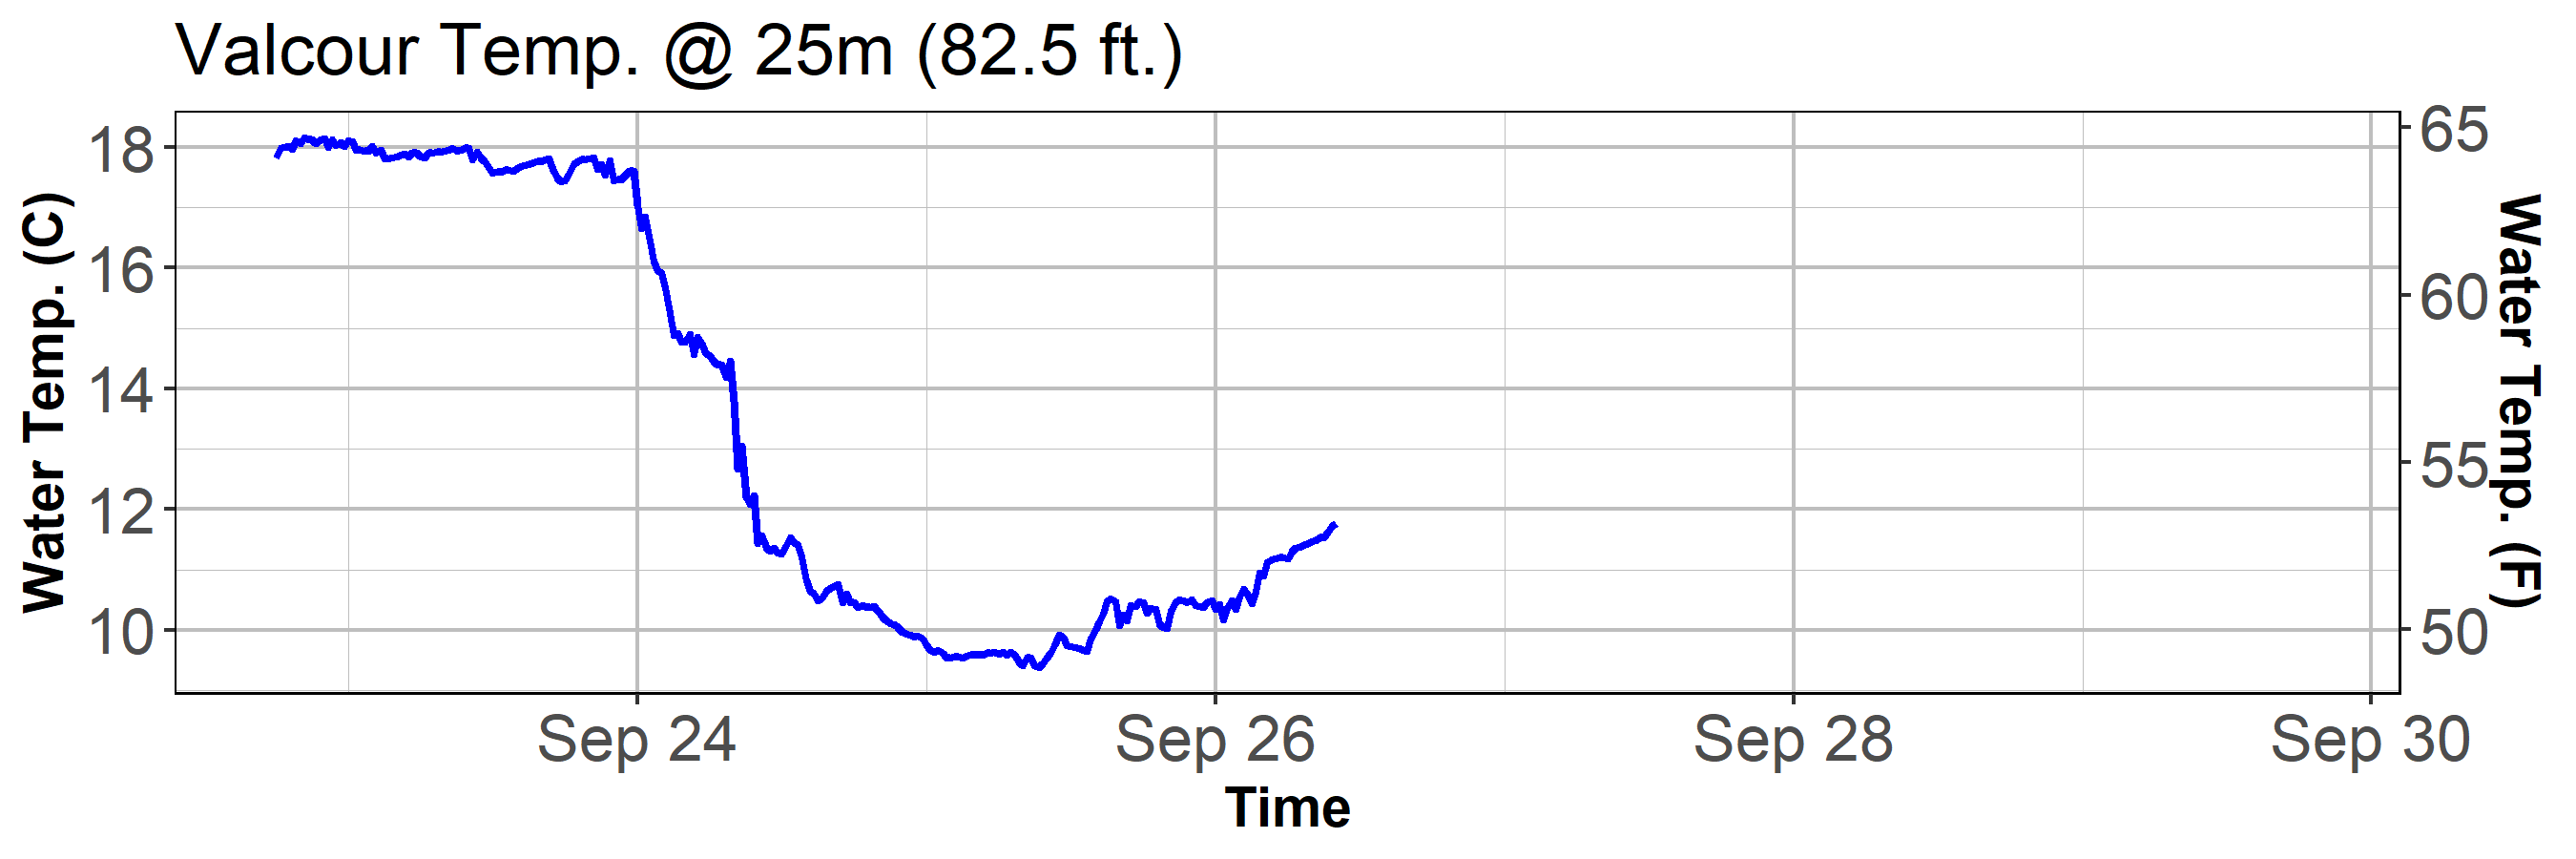 Valcour Temp. @ 25m (82.5 ft.)
Water Temp. (C)
18
16
14
12
10
65
60
55
50
Water Temp. (F)
Sep 24
Sep 26
Sep 28
Sep 30
Time